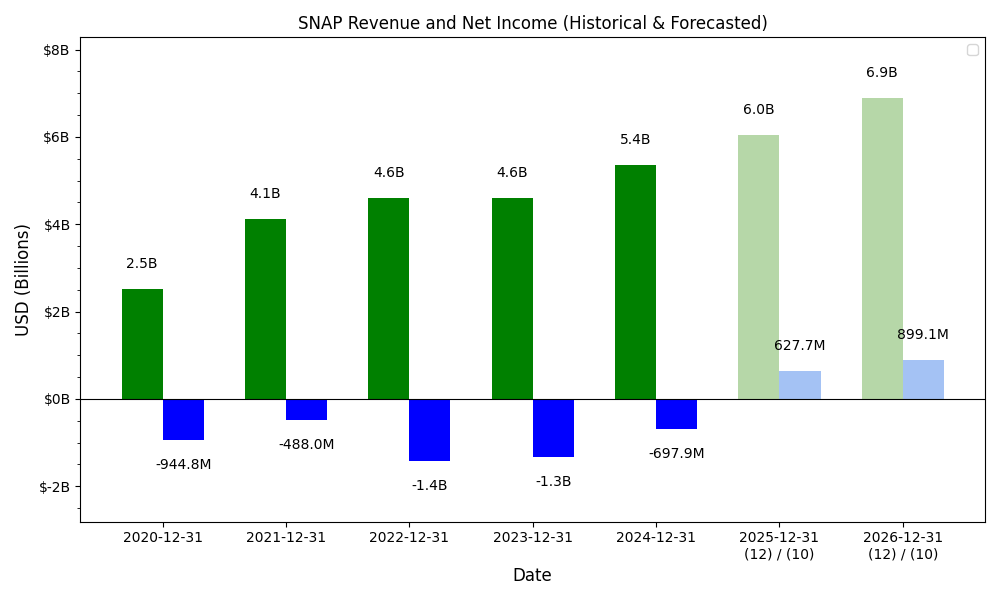 SNAP Revenue and Net Income (Historical & Forecasted)
$8B
$6B
$4B
$2B
$0B
$-2B
USD (Billions)
2.5B
4.1B
4.6B
4.6B
5.4B
6.0B
6.9B
-944.8M
-488.0M
-1.4B
-1.3B
-697.9M
627.7M
899.1M
2020-12-31
2021-12-31
2022-12-31
2023-12-31
2024-12-31
2025-12-31
(12) / (10)
2026-12-31
(12) / (10)
Date